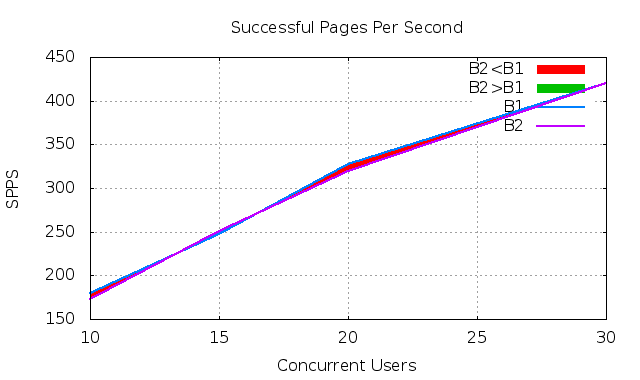 Successful Pages Per Second
450
400
350
300
250
200
150
SPPS
B2<B1
B2>B1
B1
B2
10 15 20 25 30
Concurrent Users